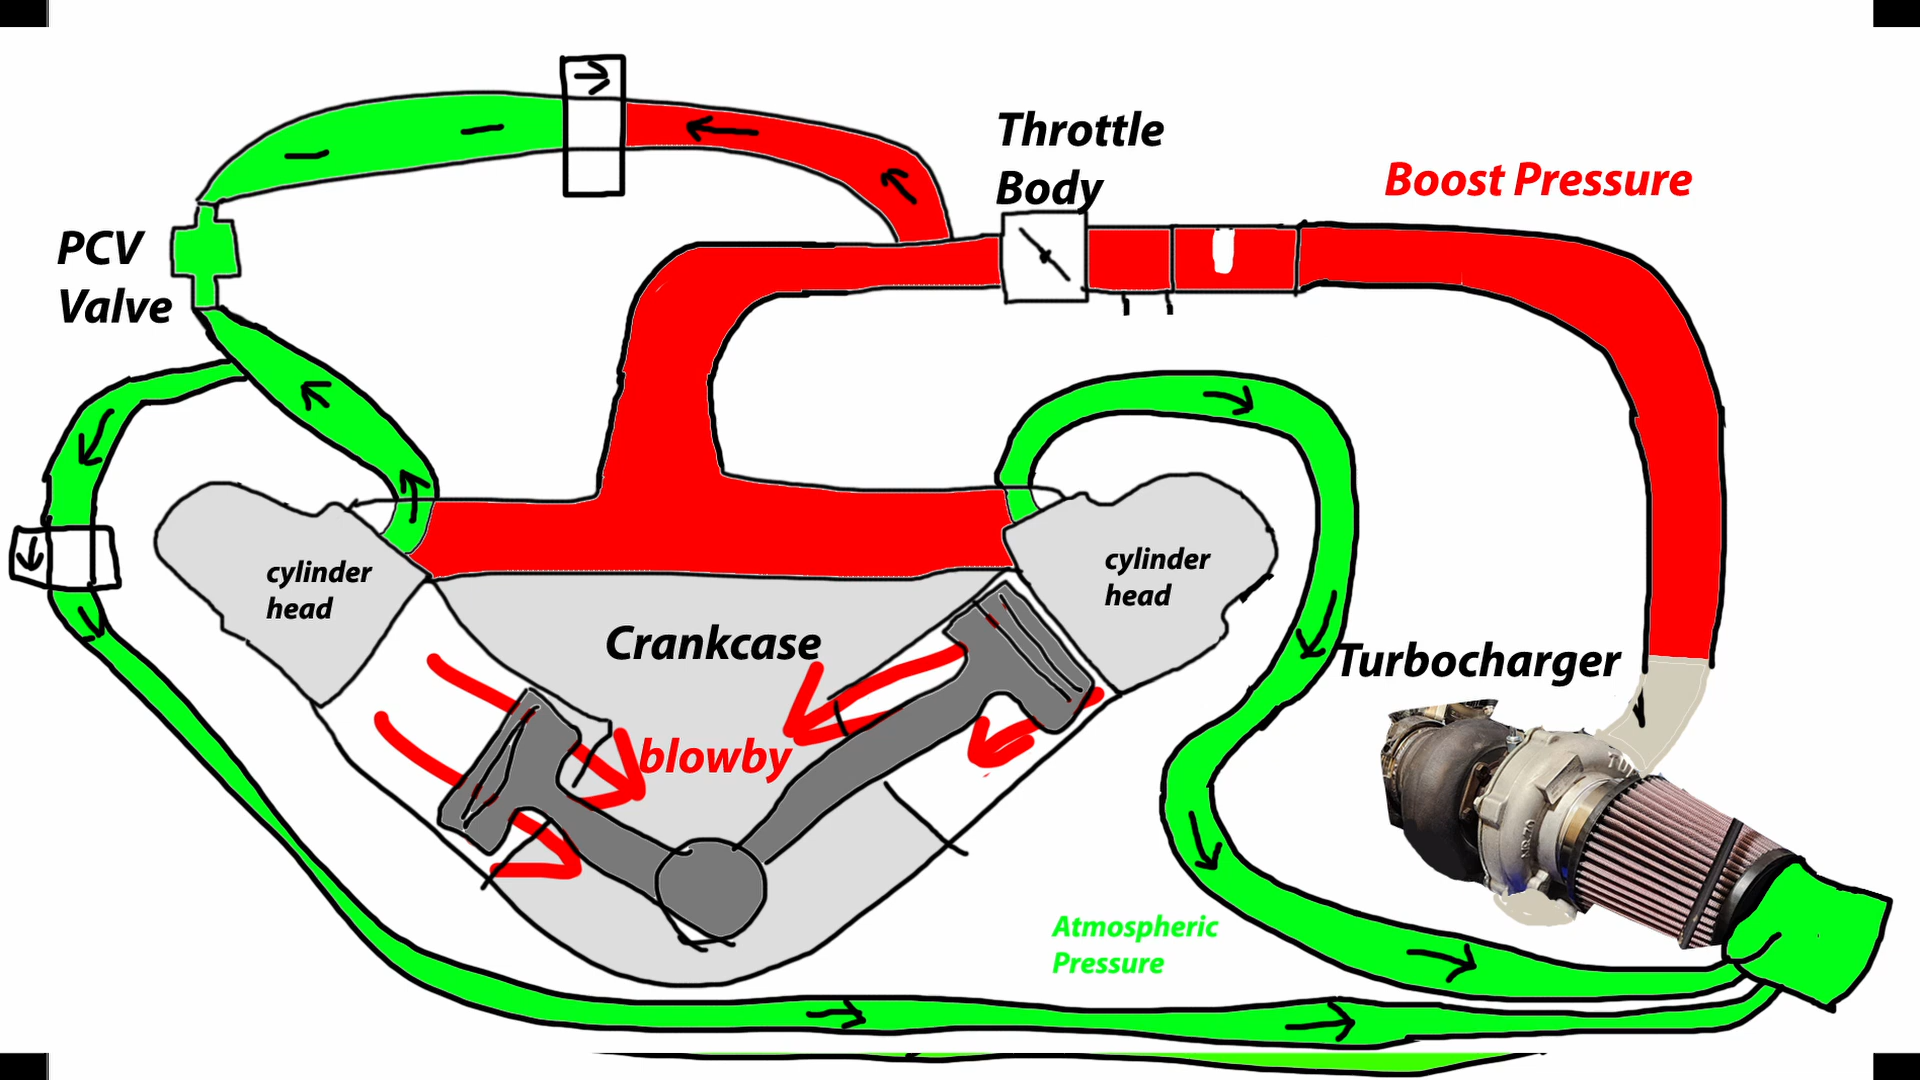 Throttle
Body
Boost Pressure
PCV
Valve
cylinder
head
cylinder
head
Crankcase
Turbocharger
blowby
Atmospheric
Pressure